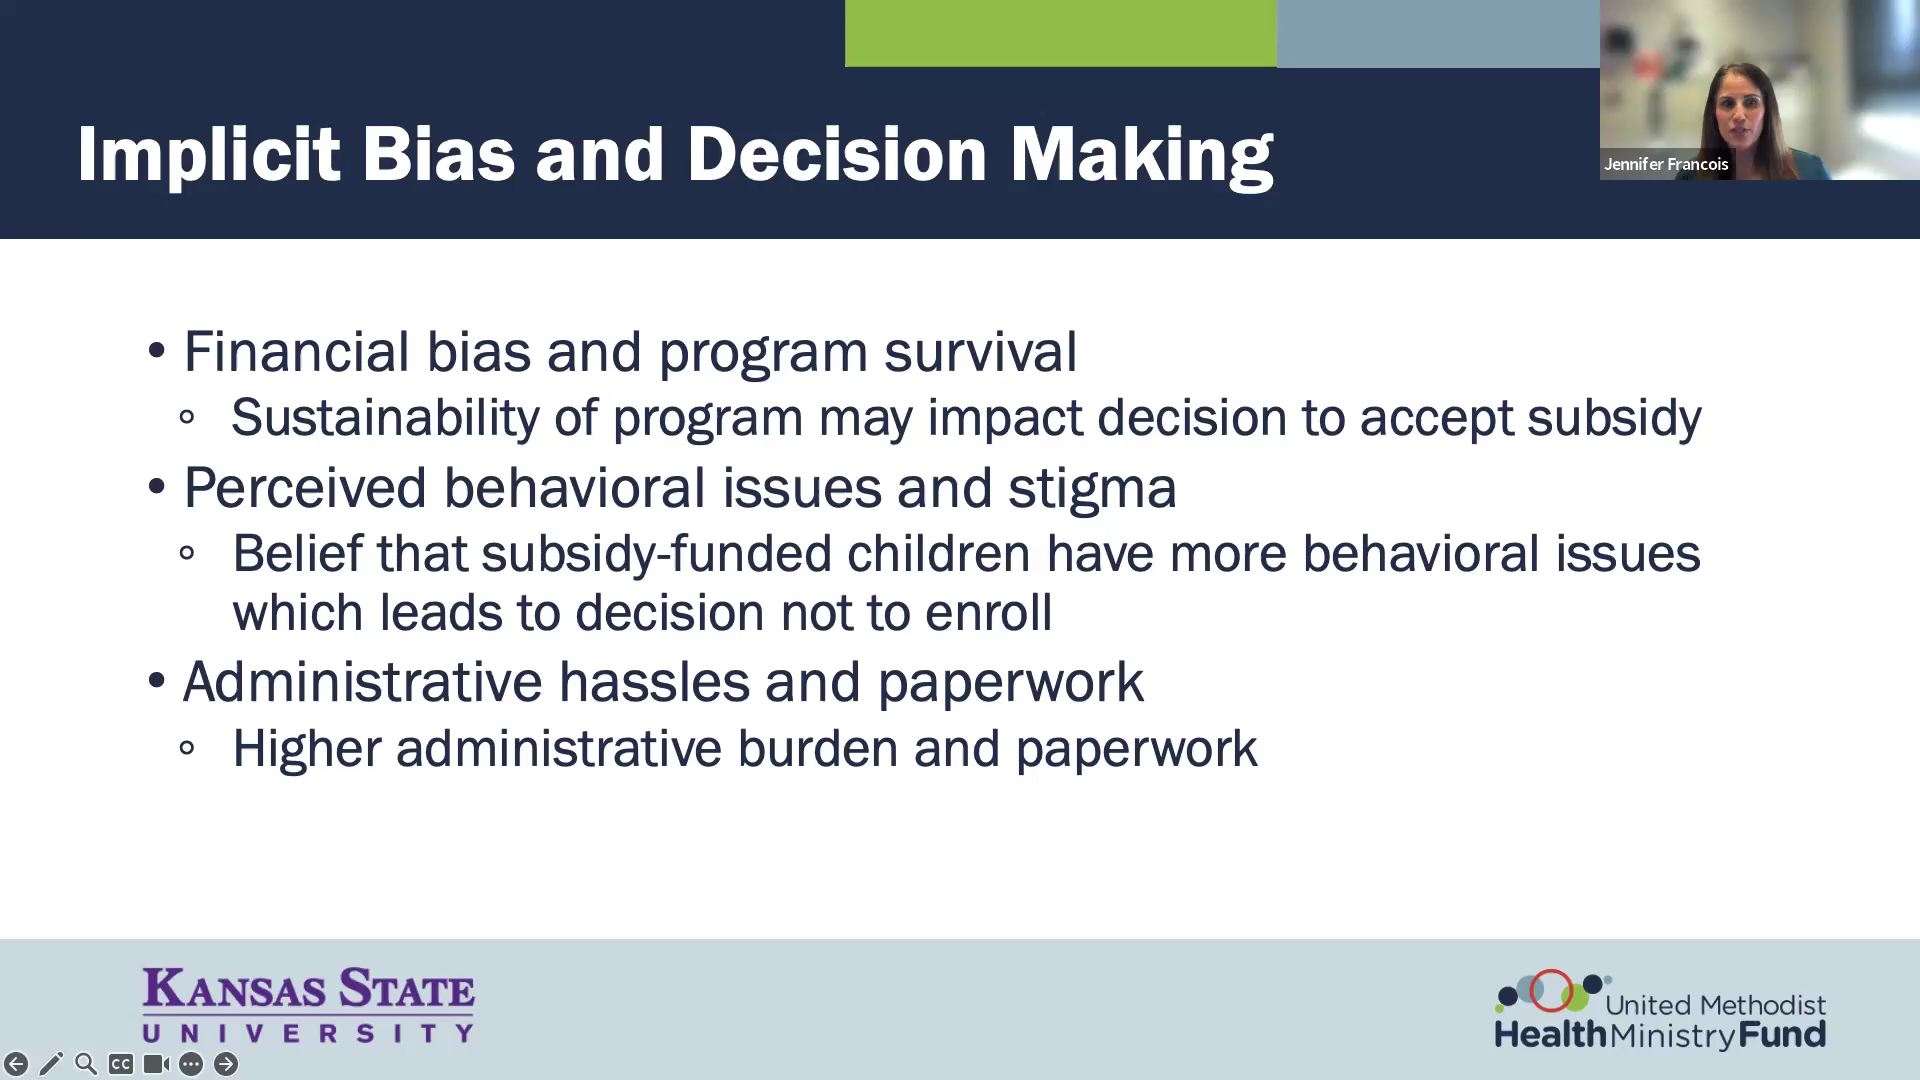 Implicit Bias and Decision Making
Jennifer Francois
• Financial bias and program survival
◦ Sustainability of program may impact decision to accept subsidy
• Perceived behavioral issues and stigma
◦ Belief that subsidy-funded children have more behavioral issues
which leads to decision not to enroll
• Administrative hassles and paperwork
◦ Higher administrative burden and paperwork
KANSAS STATE
UNIVERSITY
United Methodist
HealthMinistryFund
CC